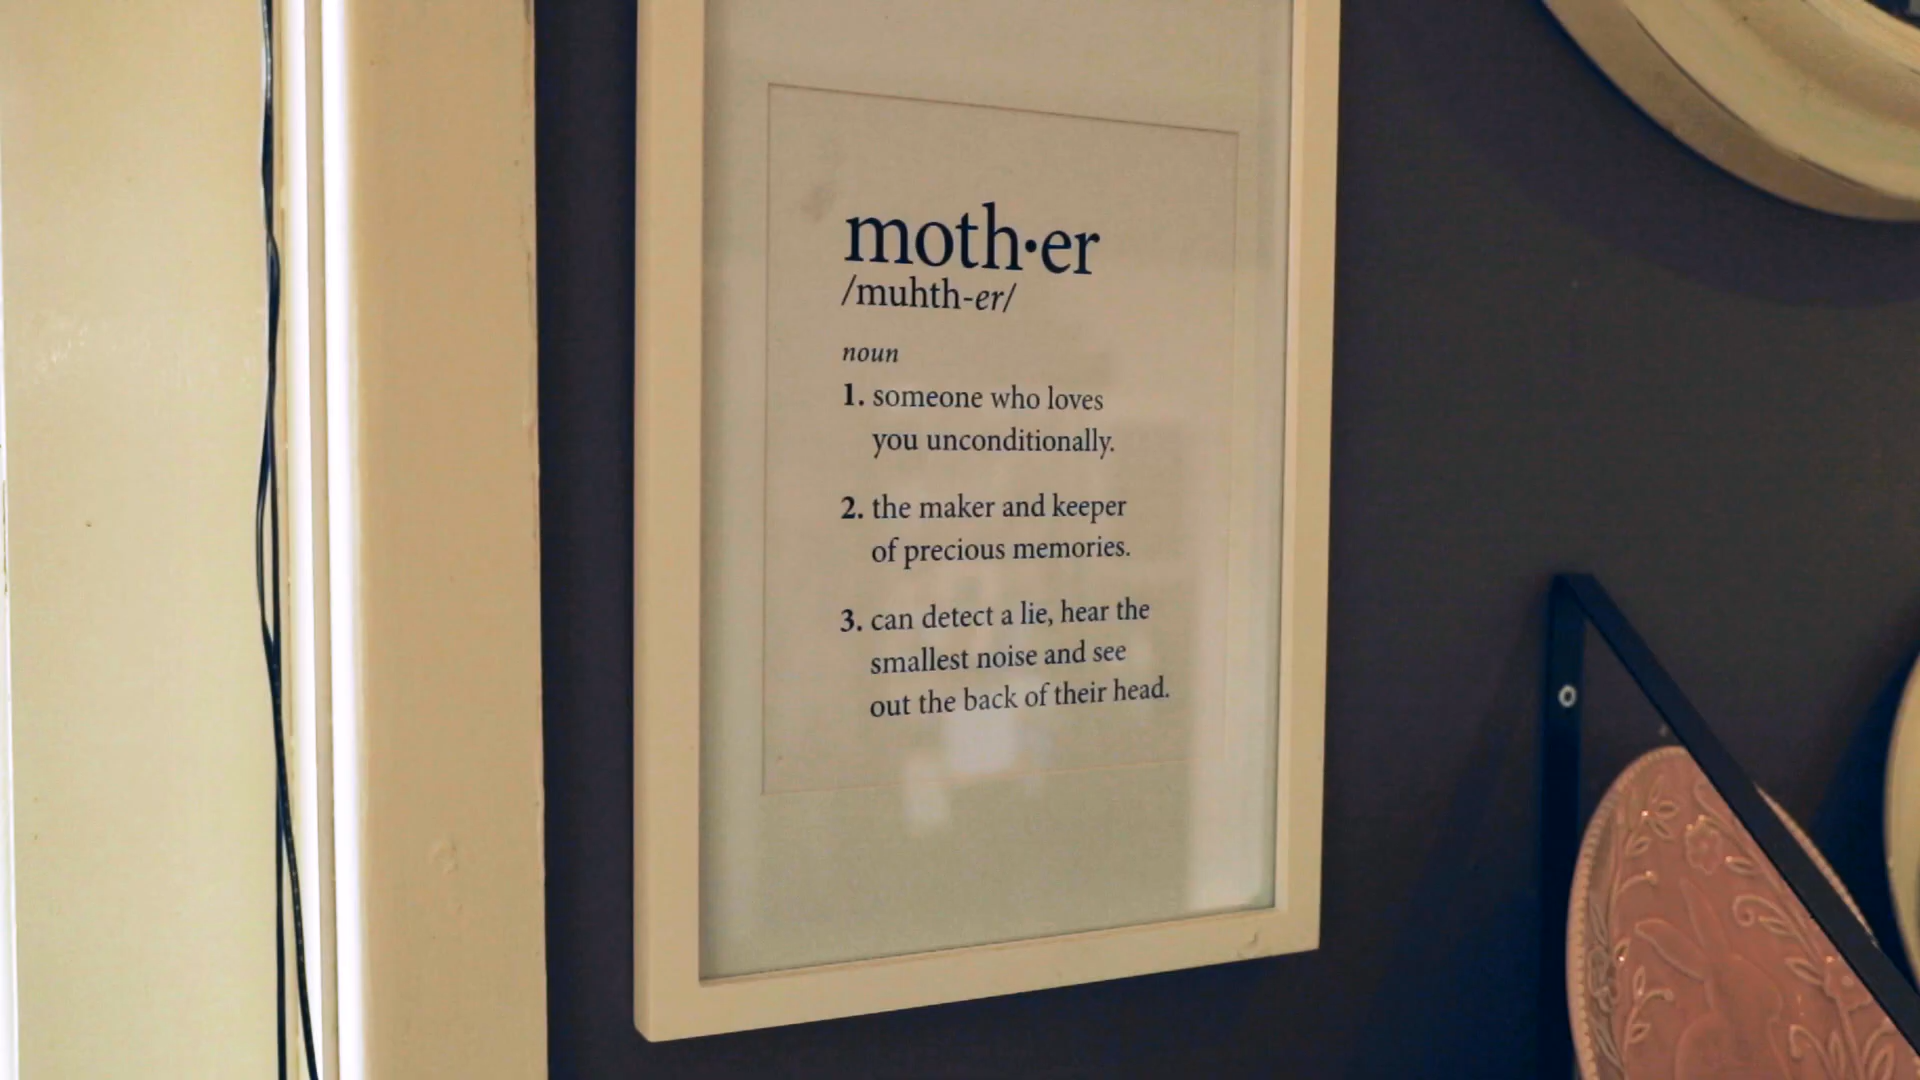 moth·er
/muhth-er/
noun
1. someone who loves
you unconditionally.
2. the maker and keeper
of precious memories.
3. can detect a lie, hear the
smallest noise and see
out the back of their head.